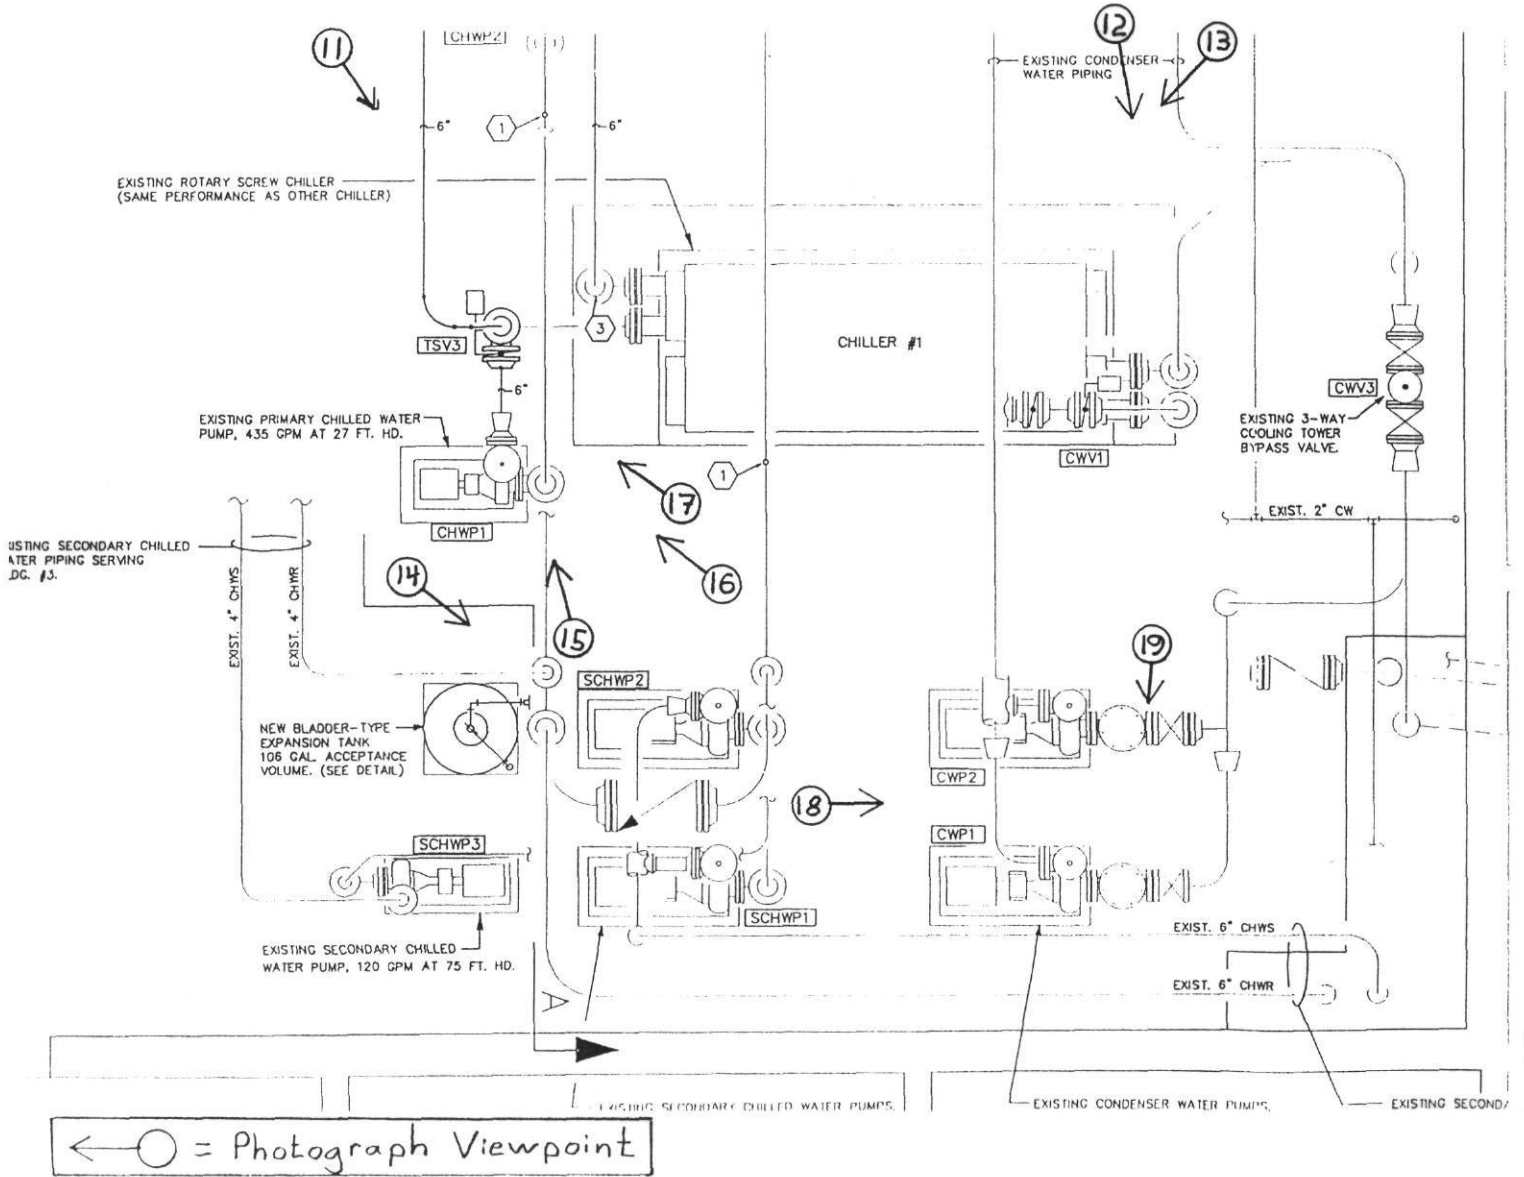 11
12
13
CHWP2
EXISTING CONDENSER
WATER PIPING
6"
1
6"
EXISTING ROTARY SCREW CHILLER
(SAME PERFORMANCE AS OTHER CHILLER)
3
TSV3
CHILLER #1
6"
CWV3
EXISTING 3-WAY
COOLING TOWER
BYPASS VALVE.
EXISTING PRIMARY CHILLED WATER
PUMP, 435 GPM AT 27 FT. HD.
CWV1
1
17
CHWP1
EXIST. 2" CW
ISTING SECONDARY CHILLED
ATER PIPING SERVING
DG. #3.
14
16
15
EXIST. 4" CHWS
EXIST. 4" CHWR
19
SCHWP2
NEW BLADDER-TYPE
EXPANSION TANK
106 GAL. ACCEPTANCE
VOLUME. (SEE DETAIL)
CWP2
18
SCHWP3
CWP1
SCHWP1
EXIST. 6" CHWS
EXISTING SECONDARY CHILLED
WATER PUMP, 120 GPM AT 75 FT. HD.
EXIST. 6" CHWR
A
EXISTING SECONDARY CHILLED WATER PUMPS.
EXISTING CONDENSER WATER PUMPS.
EXISTING SECOND
= Photograph Viewpoint